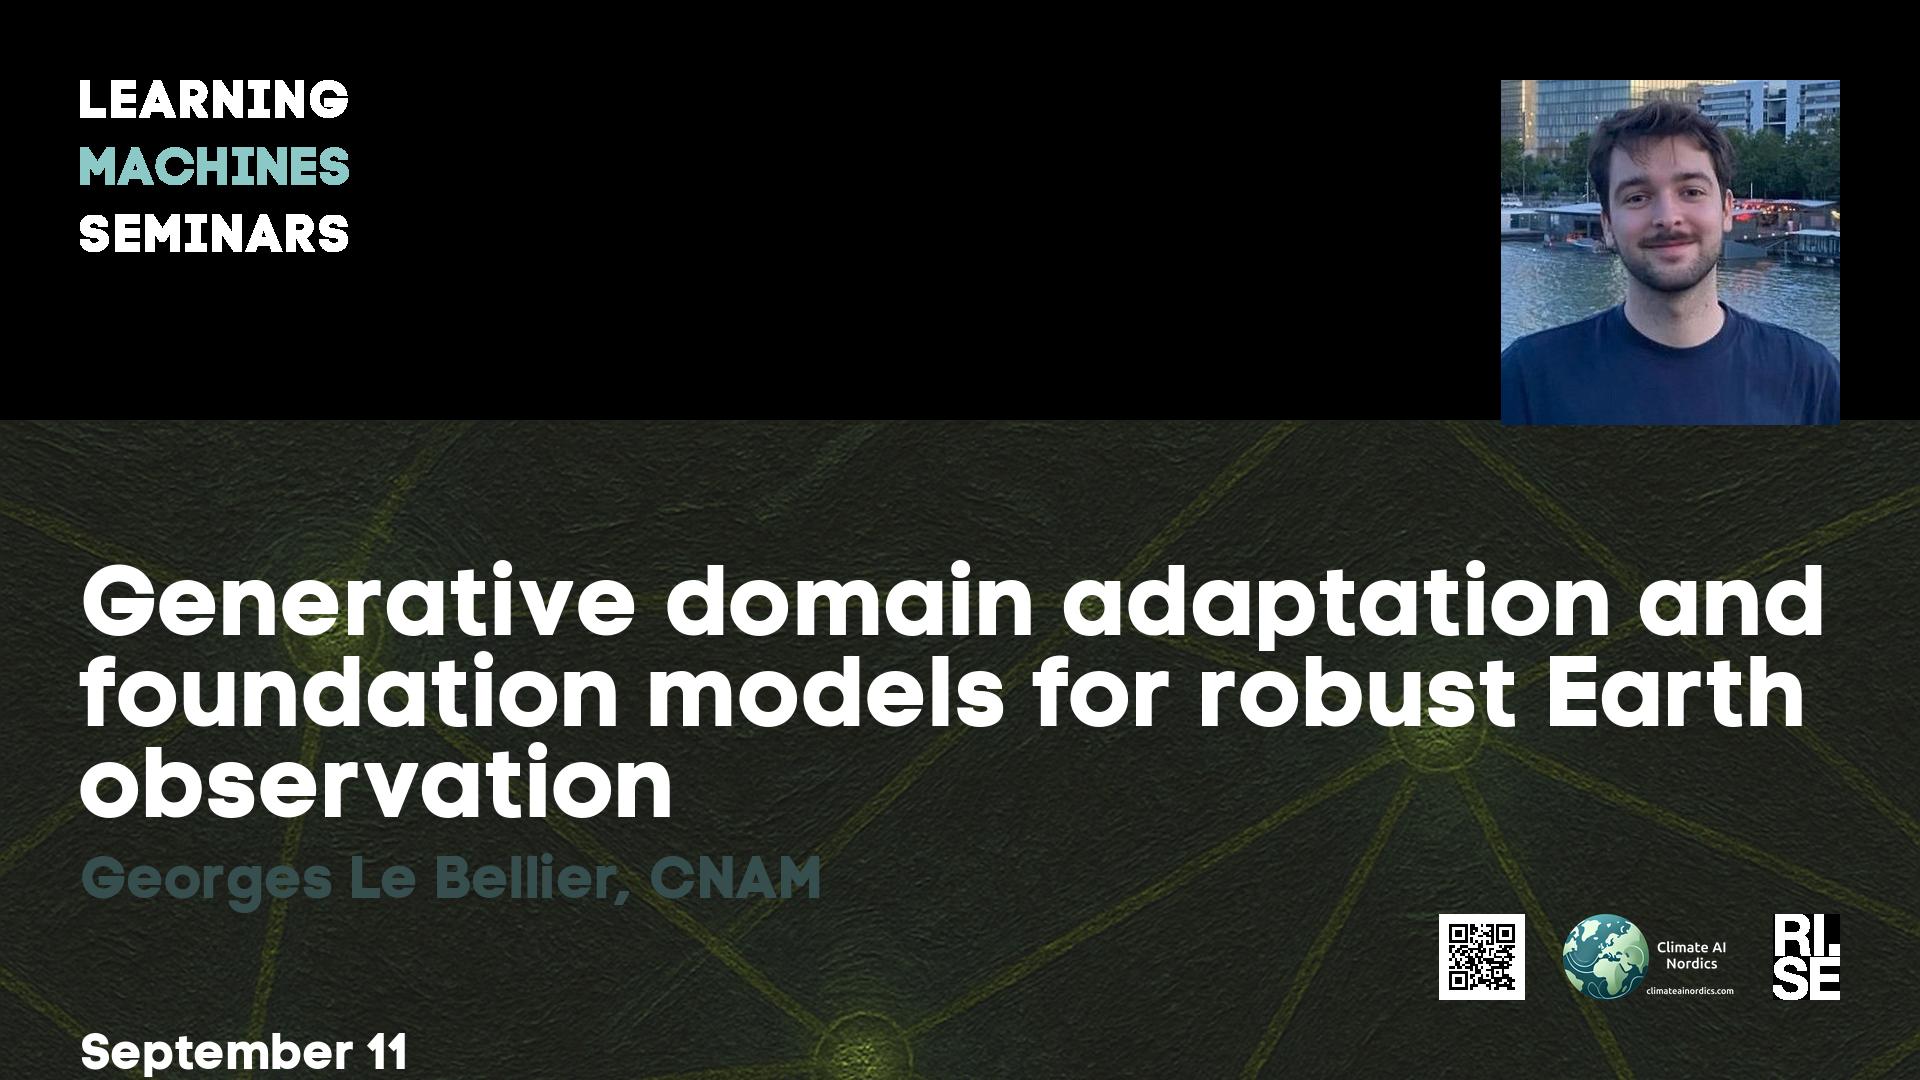 LEARNING
MACHINES
SEMINARS
Generative domain adaptation and
foundation models for robust Earth
observation
Georges Le Bellier, CNAM
Climate AI
Nordics
climateainordics.com
RI.
SE
September 11